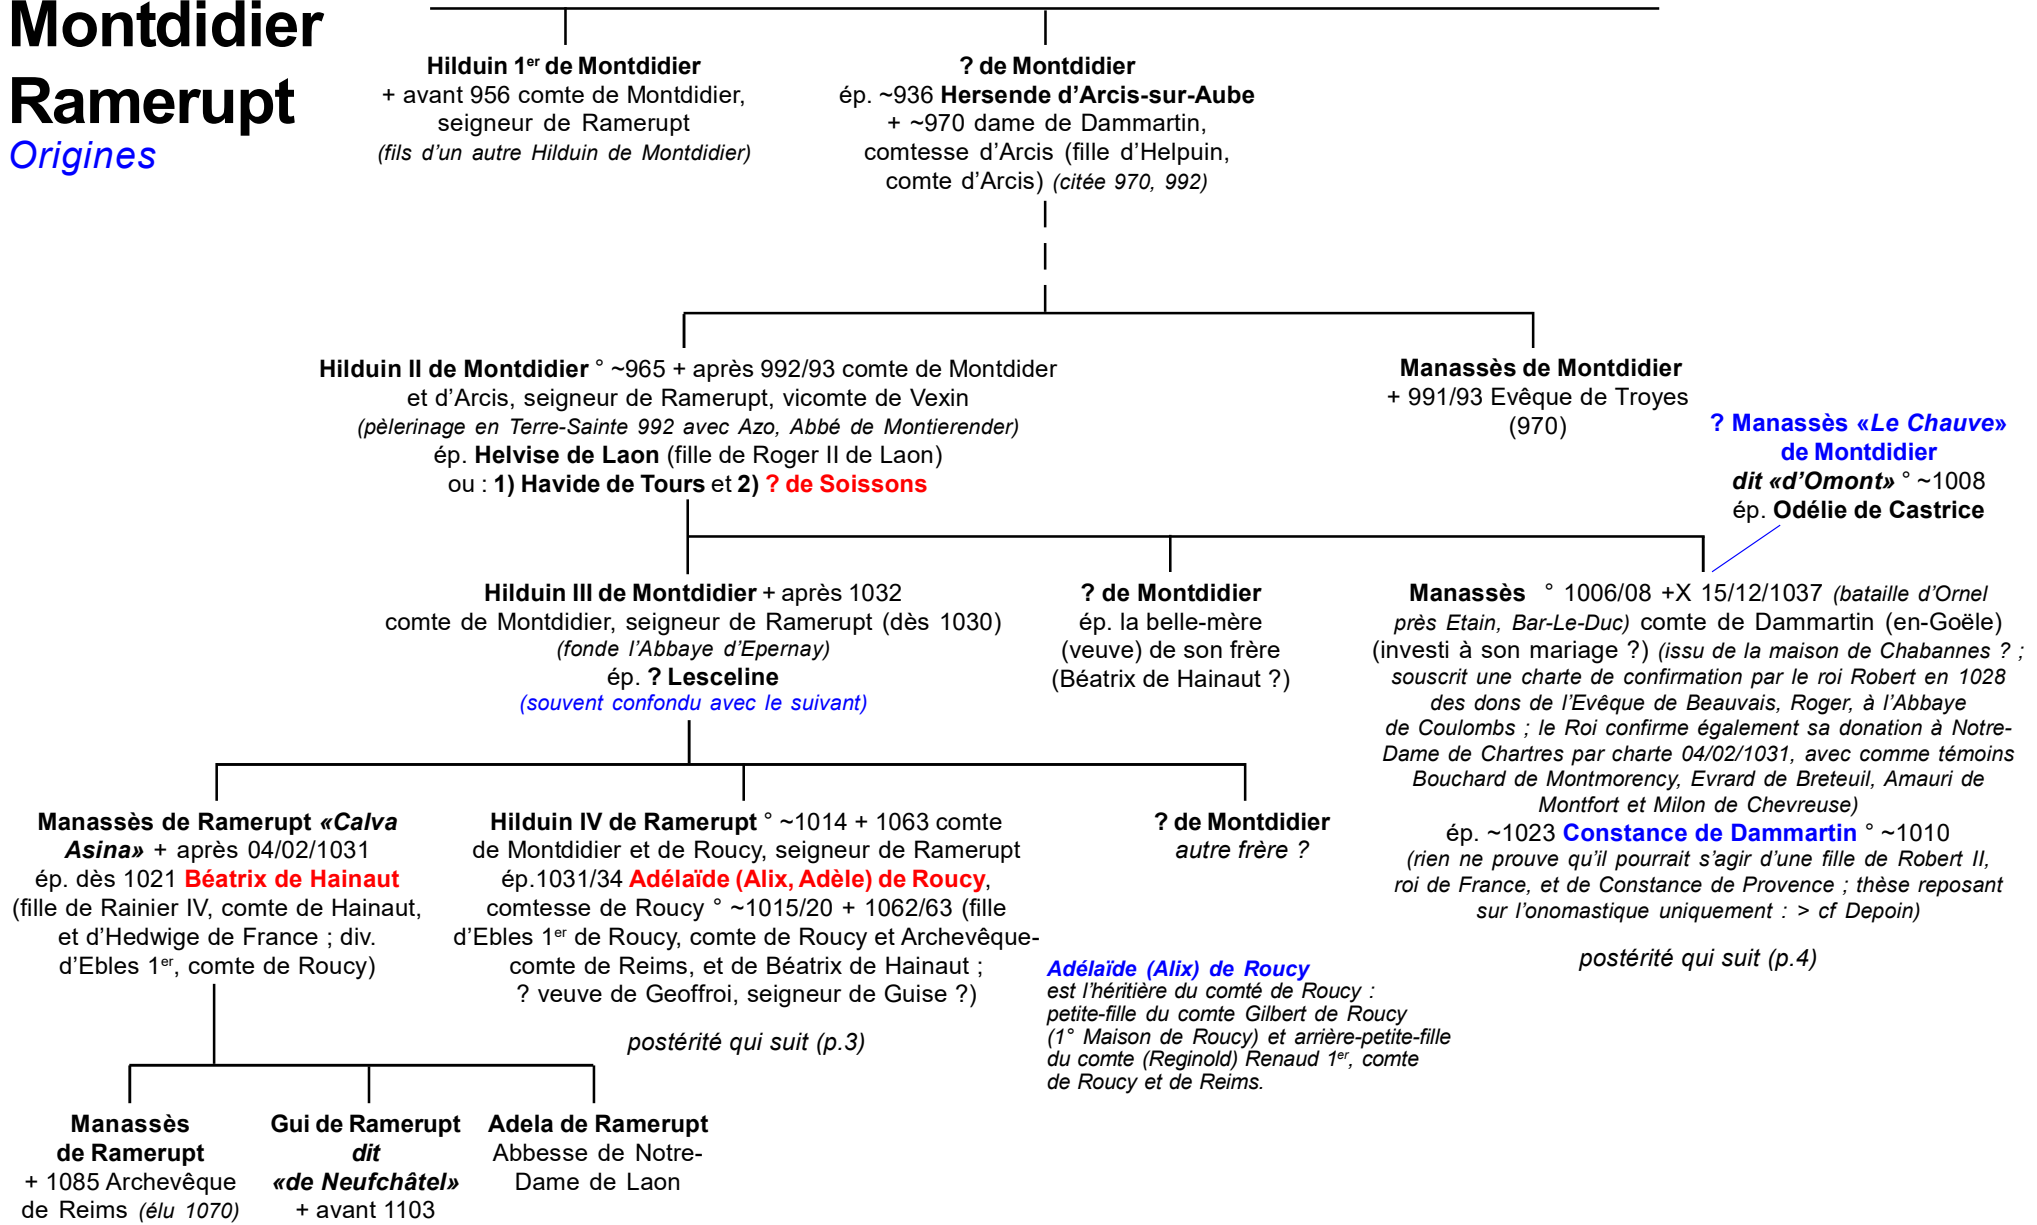 Montdidier
Ramerupt
Origines
Hilduin 1er de Montdidier
+ avant 956 comte de Montdidier,
seigneur de Ramerupt
(fils d’un autre Hilduin de Montdidier)
? de Montdidier
ép. ~936 Hersende d’Arcis-sur-Aube
+ ~970 dame de Dammartin,
comtesse d’Arcis (fille d’Helpuin,
comte d’Arcis) (citée 970, 992)
Hilduin II de Montdidier ° ~965 + après 992/93 comte de Montdider
et d’Arcis, seigneur de Ramerupt, vicomte de Vexin
(pèlerinage en Terre-Sainte 992 avec Azo, Abbé de Montierender)
ép. Helvise de Laon (fille de Roger II de Laon)
ou : 1) Havide de Tours et 2) ? de Soissons
Manassès de Montdidier
+ 991/93 Evêque de Troyes
(970)
? Manassès «Le Chauve»
de Montdidier
dit «d’Omont» ° ~1008
ép. Odélie de Castrice
Hilduin III de Montdidier + après 1032
comte de Montdidier, seigneur de Ramerupt (dès 1030)
(fonde l’Abbaye d’Epernay)
ép. ? Lesceline
(souvent confondu avec le suivant)
? de Montdidier
ép. la belle-mère
(veuve) de son frère
(Béatrix de Hainaut ?)
Manassès ° 1006/08 +X 15/12/1037 (bataille d’Ornel
près Etain, Bar-Le-Duc) comte de Dammartin (en-Goële)
(investi à son mariage ?) (issu de la maison de Chabannes ? ;
souscrit une charte de confirmation par le roi Robert en 1028
des dons de l’Evêque de Beauvais, Roger, à l’Abbaye
de Coulombs ; le Roi confirme également sa donation à Notre-
Dame de Chartres par charte 04/02/1031, avec comme témoins
Bouchard de Montmorency, Evrard de Breteuil, Amauri de
Montfort et Milon de Chevreuse)
ép. ~1023 Constance de Dammartin ° ~1010
(rien ne prouve qu’il pourrait s’agir d’une fille de Robert II,
roi de France, et de Constance de Provence ; thèse reposant
sur l’onomastique uniquement : > cf Depoin)
postérité qui suit (p.4)
Manassès de Ramerupt «Calva
Asina» + après 04/02/1031
ép. dès 1021 Béatrix de Hainaut
(fille de Rainier IV, comte de Hainaut,
et d’Hedwige de France ; div.
d’Ebles 1er, comte de Roucy)
Hilduin IV de Ramerupt ° ~1014 + 1063 comte
de Montdidier et de Roucy, seigneur de Ramerupt
ép.1031/34 Adélaïde (Alix, Adèle) de Roucy,
comtesse de Roucy ° ~1015/20 + 1062/63 (fille
d’Ebles 1er de Roucy, comte de Roucy et Archevêque-
comte de Reims, et de Béatrix de Hainaut ;
? veuve de Geoffroi, seigneur de Guise ?)
postérité qui suit (p.3)
? de Montdidier
autre frère ?
Adélaïde (Alix) de Roucy
est l’héritière du comté de Roucy :
petite-fille du comte Gilbert de Roucy
(1° Maison de Roucy) et arrière-petite-fille
du comte (Reginold) Renaud 1er, comte
de Roucy et de Reims.
Manassès
de Ramerupt
+ 1085 Archevêque
de Reims (élu 1070)
Gui de Ramerupt
dit
«de Neufchâtel»
+ avant 1103
Adela de Ramerupt
Abbesse de Notre-
Dame de Laon